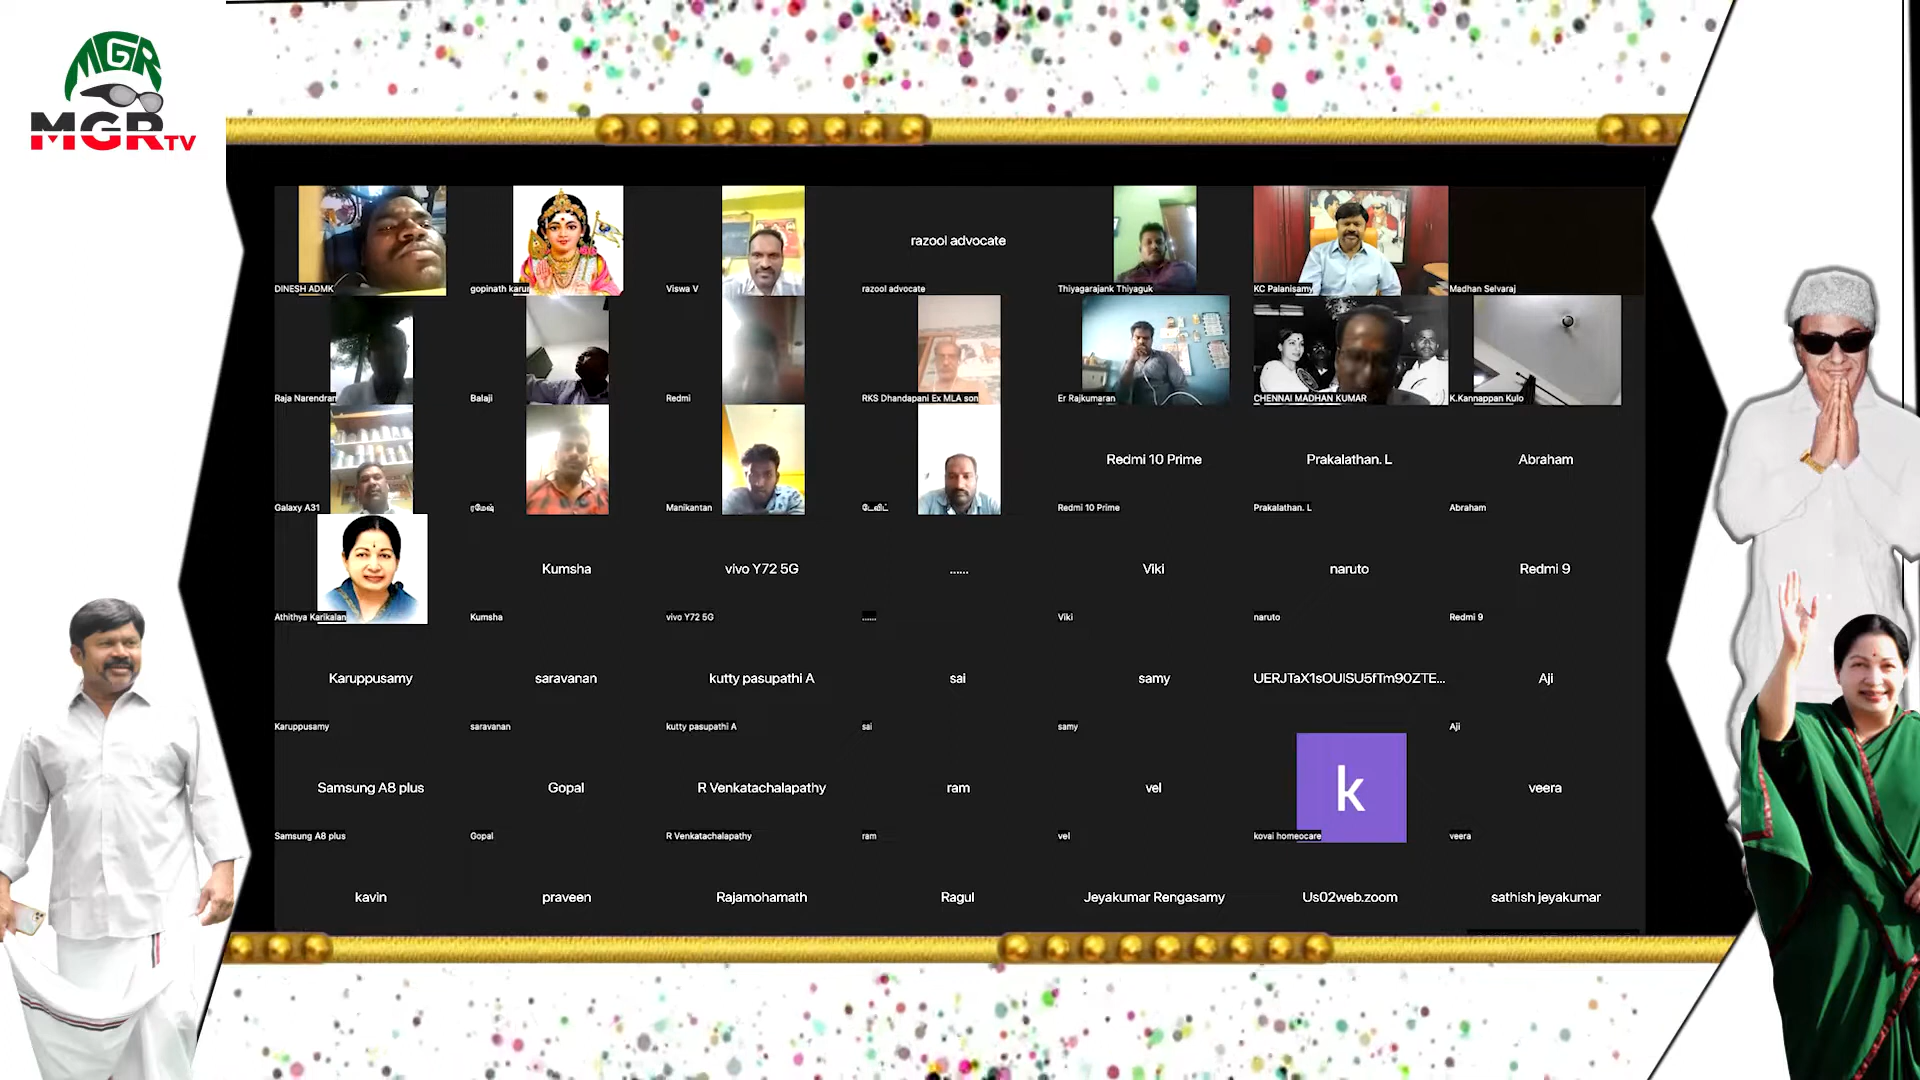 MGR
MGR TV
razool advocate
DINESH ADMK
gopinath karun
Viswa V
razool advocate
Thiyagarajank Thiyaguk
KC Palanisamy
Madhan Selvaraj
Raja Narendran
Balaji
Redmi
RKS Dhandapani Ex MLA son
Er Rajkumaran
CHENNAI MADHAN KUMAR
K.Kannappan Kulo
Redmi 10 Prime
Prakalathan. L
Abraham
Galaxy A31
ரமேஷ்
Manikantan
டேவிட்
Redmi 10 Prime
Prakalathan. L
Abraham
Kumsha
vivo Y72 5G
......
Viki
naruto
Redmi 9
Athithya Karikalan
Kumsha
vivo Y72 5G
......
Viki
naruto
Redmi 9
Karuppusamy
saravanan
kutty pasupathi A
sai
samy
UERJTaX1sOUlSU5fTm90ZTE...
Aji
Karuppusamy
saravanan
kutty pasupathi A
sai
samy
Aji
Samsung A8 plus
Gopal
R Venkatachalapathy
ram
vel
k
veera
Samsung A8 plus
Gopal
R Venkatachalapathy
ram
vel
kovai homeocare
veera
kavin
praveen
Rajamohamath
Ragul
Jeyakumar Rengasamy
Us02web.zoom
sathish jeyakumar